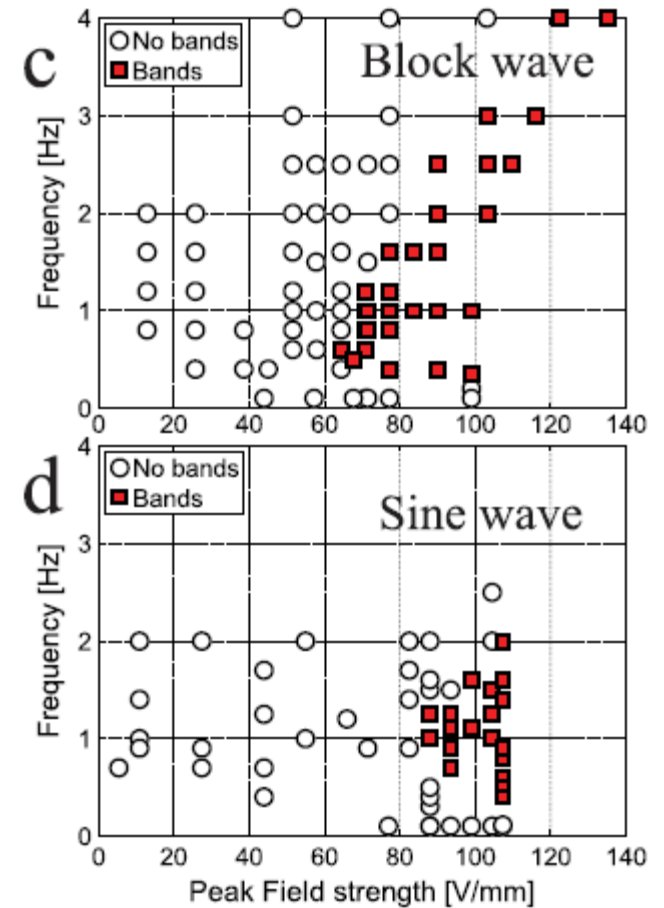 c
Block wave
No bands
Bands
Frequency [Hz]
4
3
2
1
0
0 20 40 60 80 100 120 140
d
Sine wave
No bands
Bands
Frequency [Hz]
4
3
2
1
0
0 20 40 60 80 100 120 140
Peak Field strength [V/mm]